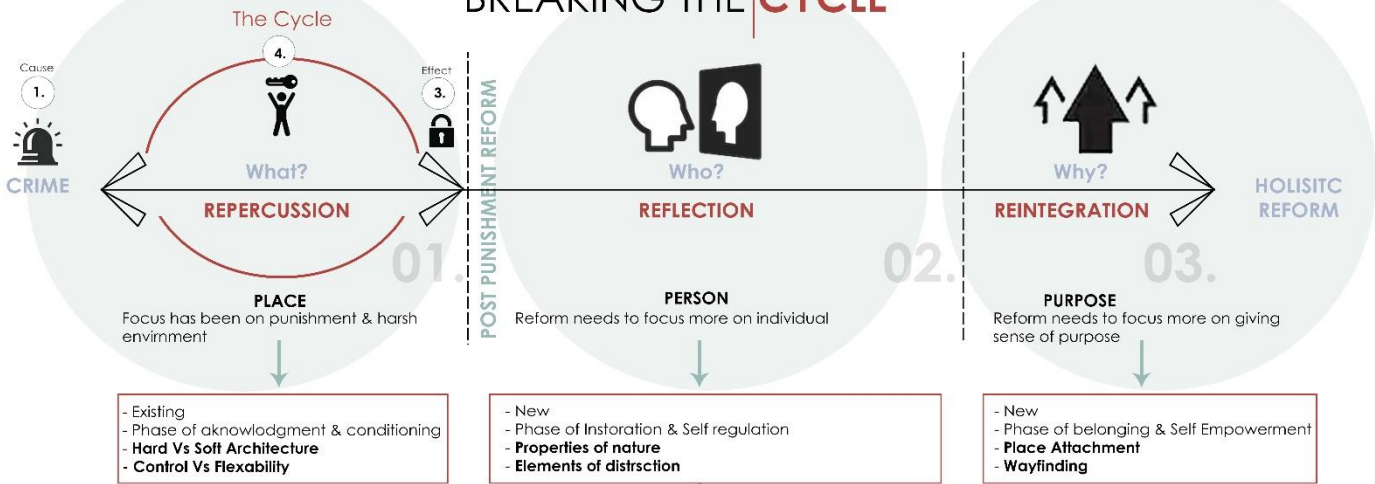 BREAKING THE CYCLE
The Cycle
Cause
1.
4.
Effect
3.
CRIME
What?
REPERCUSSION
01.
PLACE
Focus has been on punishment & harsh
envirnment
- Existing
- Phase of aknowlodgment & conditioning
- Hard Vs Soft Architecture
- Control Vs Flexability
POST PUNISHMENT REFORM
Who?
REFLECTION
02.
PERSON
Reform needs to focus more on individual
- New
- Phase of Instoration & Self regulation
- Properties of nature
- Elements of distrsction
Why?
REINTEGRATION
03.
PURPOSE
Reform needs to focus more on giving
sense of purpose
- New
- Phase of belonging & Self Empowerment
- Place Attachment
- Wayfinding
HOLISITC
REFORM